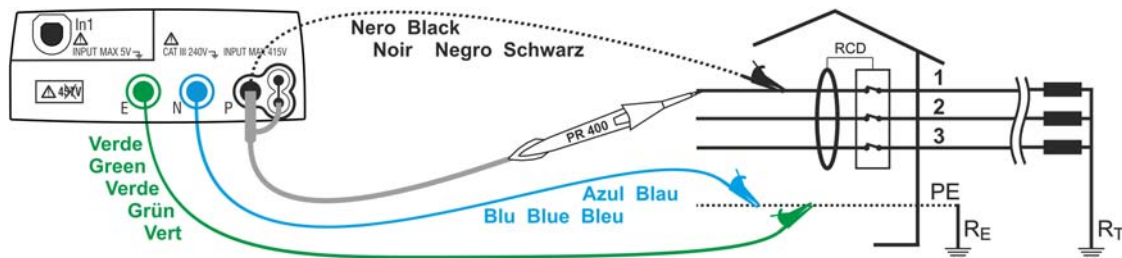 In1
INPUT MAX 5V
CAT III 240V
INPUT MAX 415V
E
N
P
Nero Black
Noir Negro Schwarz
Verde
Green
Verde
Grün
Vert
PR 400
Azul Blau
Blu Blue Bleu
RCD
1
2
3
PE
RE
RT